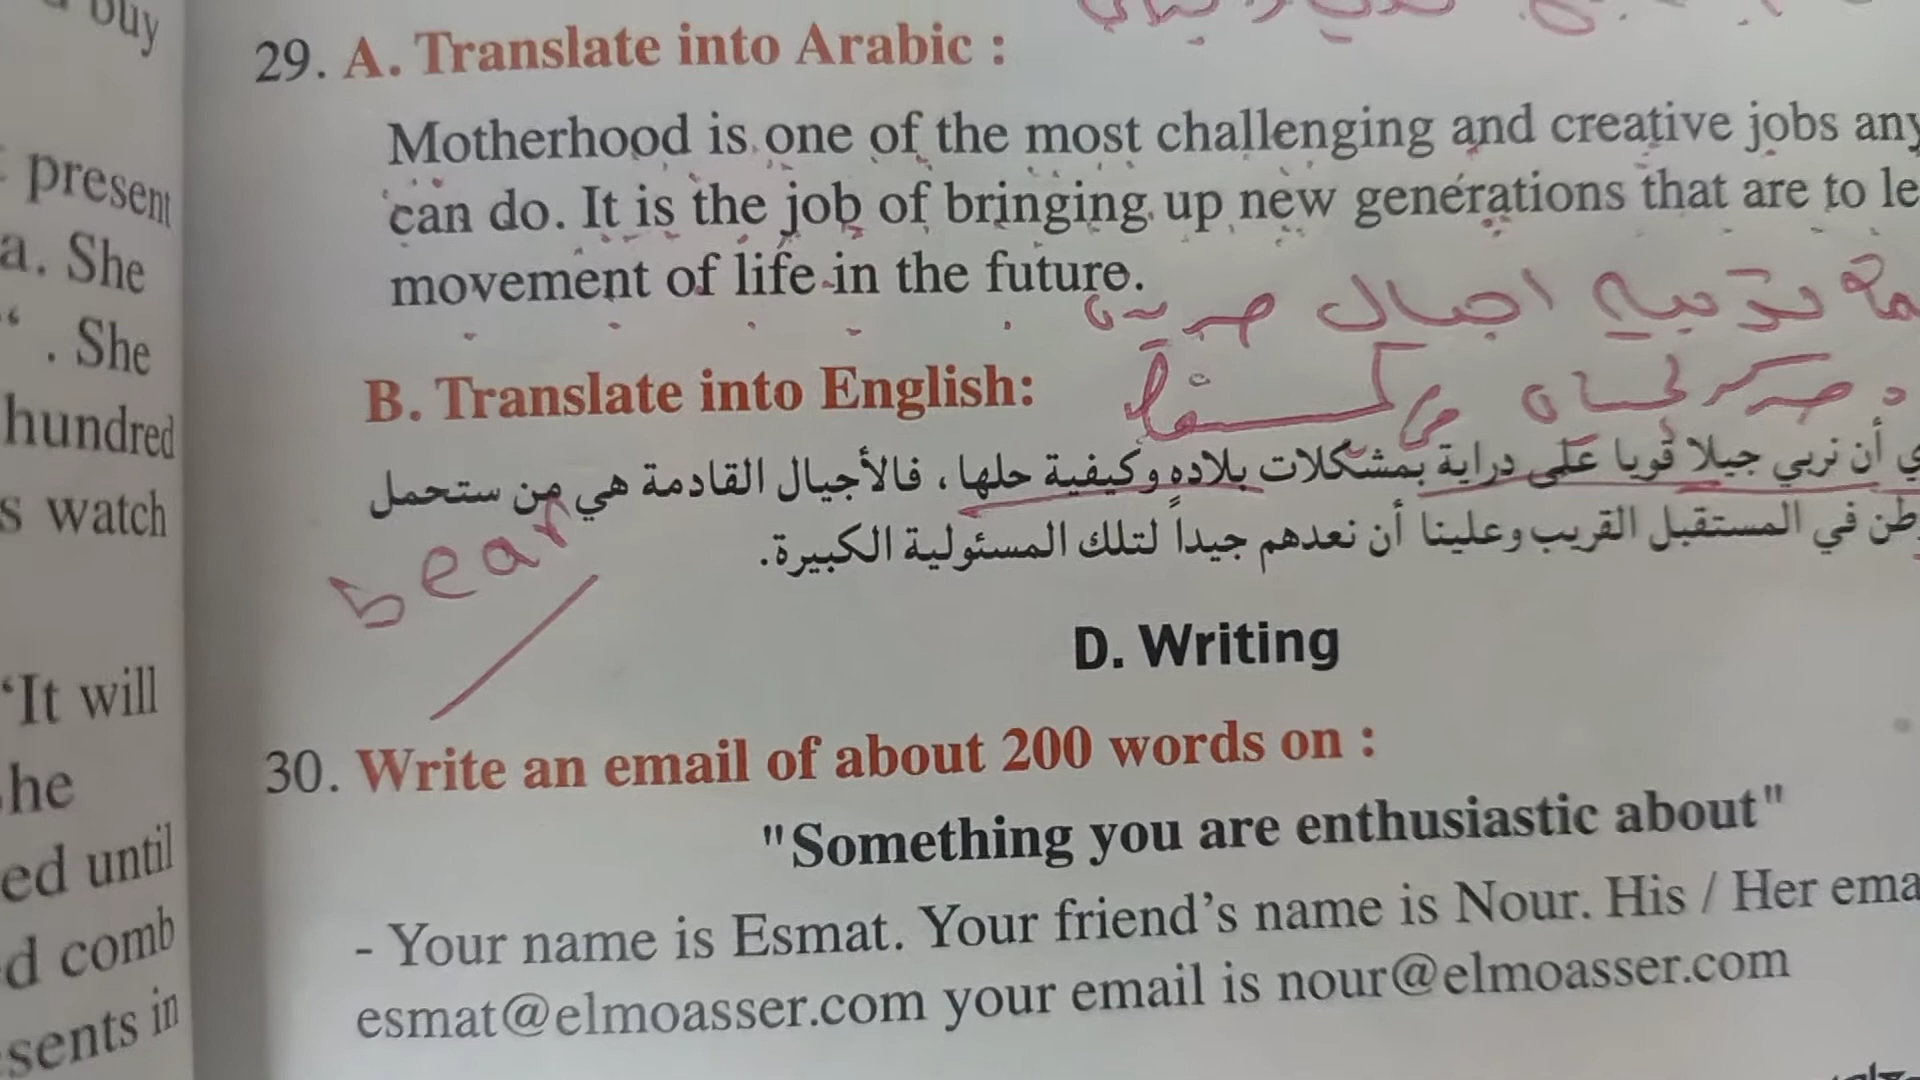 buy
present
a. She
. She
hundred
s watch
'It will
he
ed until
d comb
sents in
29. A. Translate into Arabic :
Motherhood is one of the most challenging and creative jobs any
can do. It is the job of bringing up new generations that are to le
movement of life in the future.
تربية اجيال
B. Translate into English:
ي أن نربي جيلا قويا على دراية بمشكلات بلاده وكيفية حلها، فالأجيال القادمة هي من ستحمل
طن في المستقبل القريب وعلينا أن نعدهم جيداً لتلك المسئولية الكبيرة.
bear
D. Writing
30. Write an email of about 200 words on :
"Something you are enthusiastic about"
- Your name is Esmat. Your friend's name is Nour. His / Her ema
esmat@elmoasser.com your email is nour@elmoasser.com